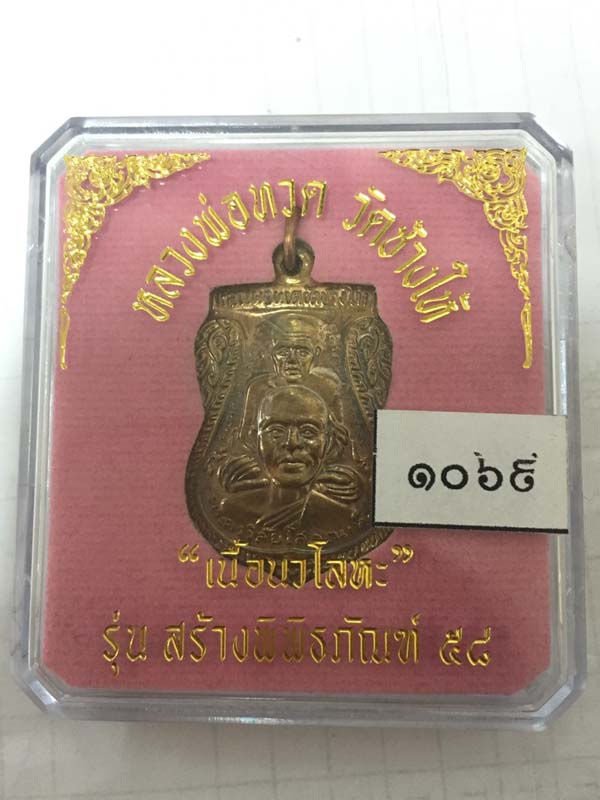 หลวงพ่อทวด วัดช้างให้
๑๐๖๙
“เนื้อนวโลหะ”
รุ่น สร้างพิพิธภัณฑ์ ๕๘